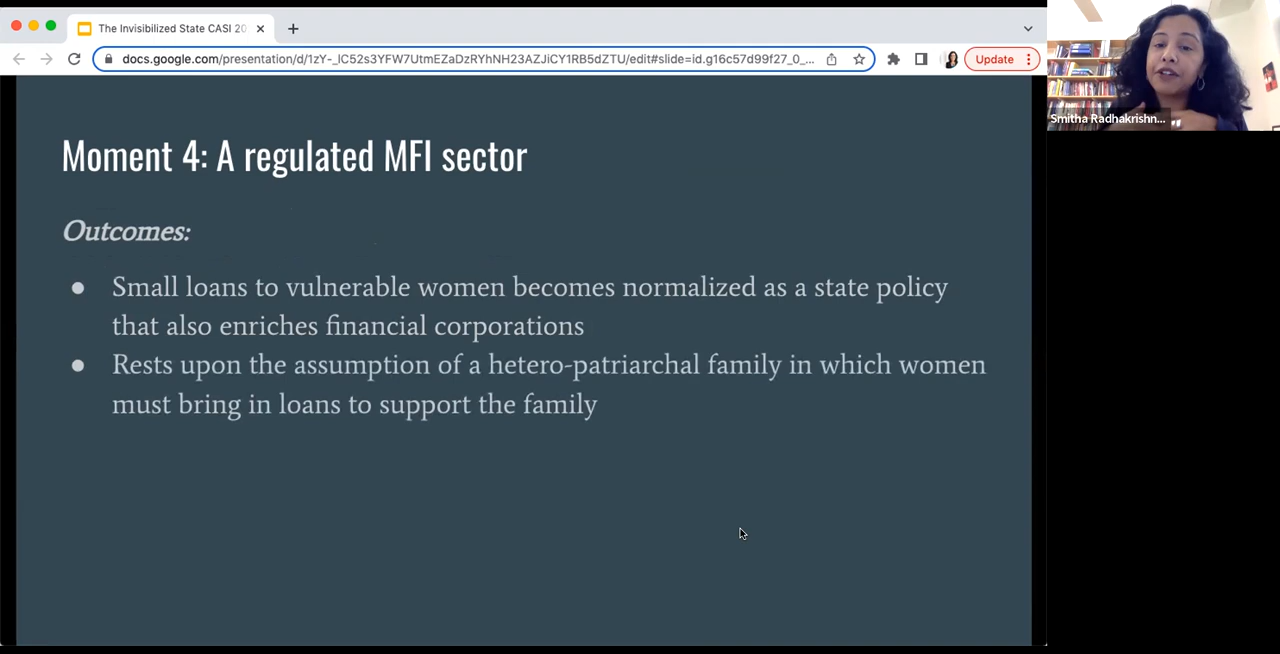 The Invisibilized State CASI 20
docs.google.com/presentation/d/1zY-_lC52s3YFW7UtmEZaDzRYhNH23AZJiCY1RB5dZTU/edit#slide=id.g16c57d99f27_0_...
Update
Smitha Radhakrishn...
Moment 4: A regulated MFI sector
Outcomes:
● Small loans to vulnerable women becomes normalized as a state policy
that also enriches financial corporations
● Rests upon the assumption of a hetero-patriarchal family in which women
must bring in loans to support the family